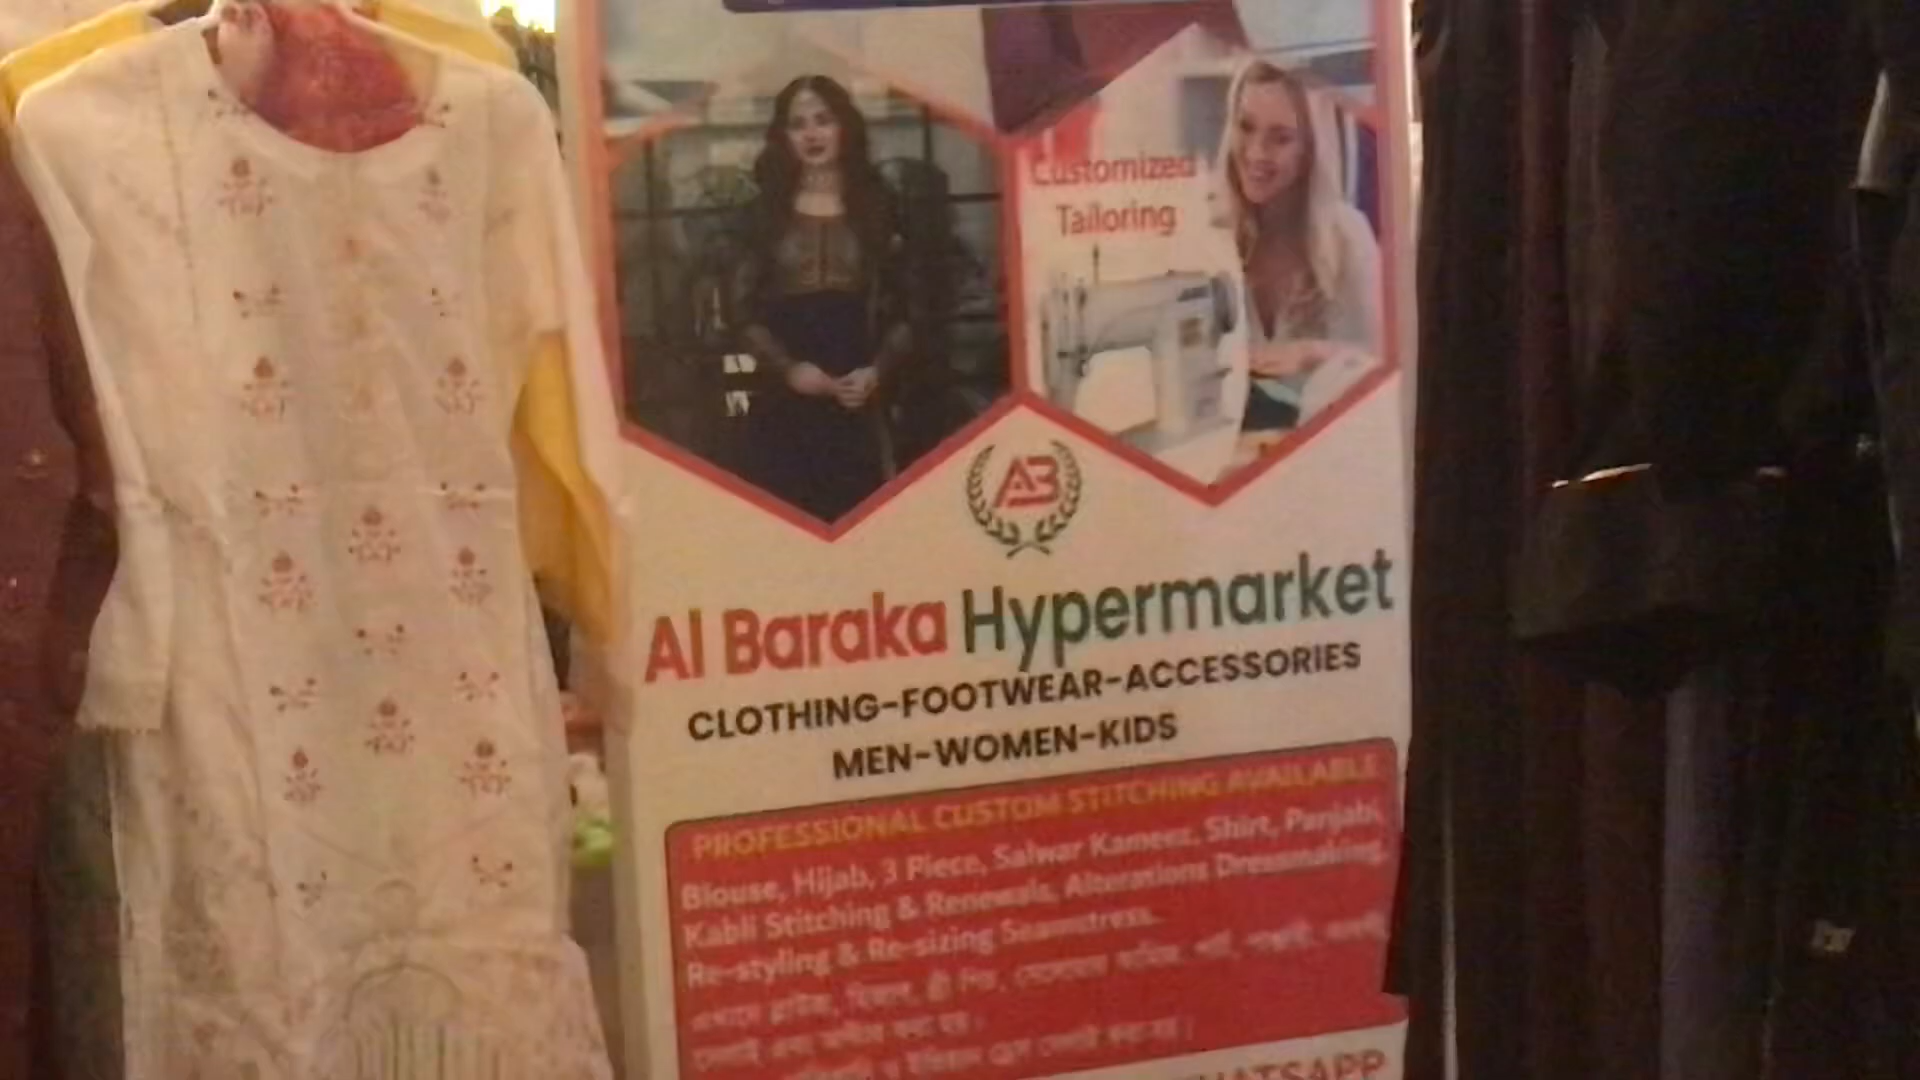 Customized
Tailoring
AB
Al Baraka Hypermarket
CLOTHING-FOOTWEAR-ACCESSORIES
MEN-WOMEN-KIDS
PROFESSIONAL CUSTOM STITCHING AVAILABLE
Blouse, Hijab, 3 Piece, Salwar Kameez, Shirt, Panjabi,
Kabli Stitching & Renewals, Alterations Dressmaking,
Re-styling & Re-sizing Seamstress.